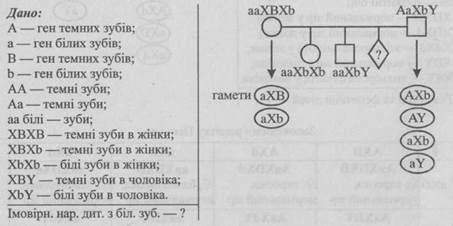 Дано:
А — ген темних зубів;
а — ген білих зубів;
В — ген темних зубів;
b — ген білих зубів;
АА — темні зуби;
Аа — темні зуби;
аа білі — зуби;
ХВХВ — темні зуби в жінки;
ХВХb — темні зуби в жінки;
ХbХb — білі зуби в жінки;
ХВY — темні зуби в чоловіка;
ХbY — білі зуби в чоловіка.
Імовірн. нар. дит. з біл. зуб. — ?
ааХВХb
АаХbY
?
ааХbХb
ааХbY
гамети
аХВ
аХb
АХb
АY
аХb
аY